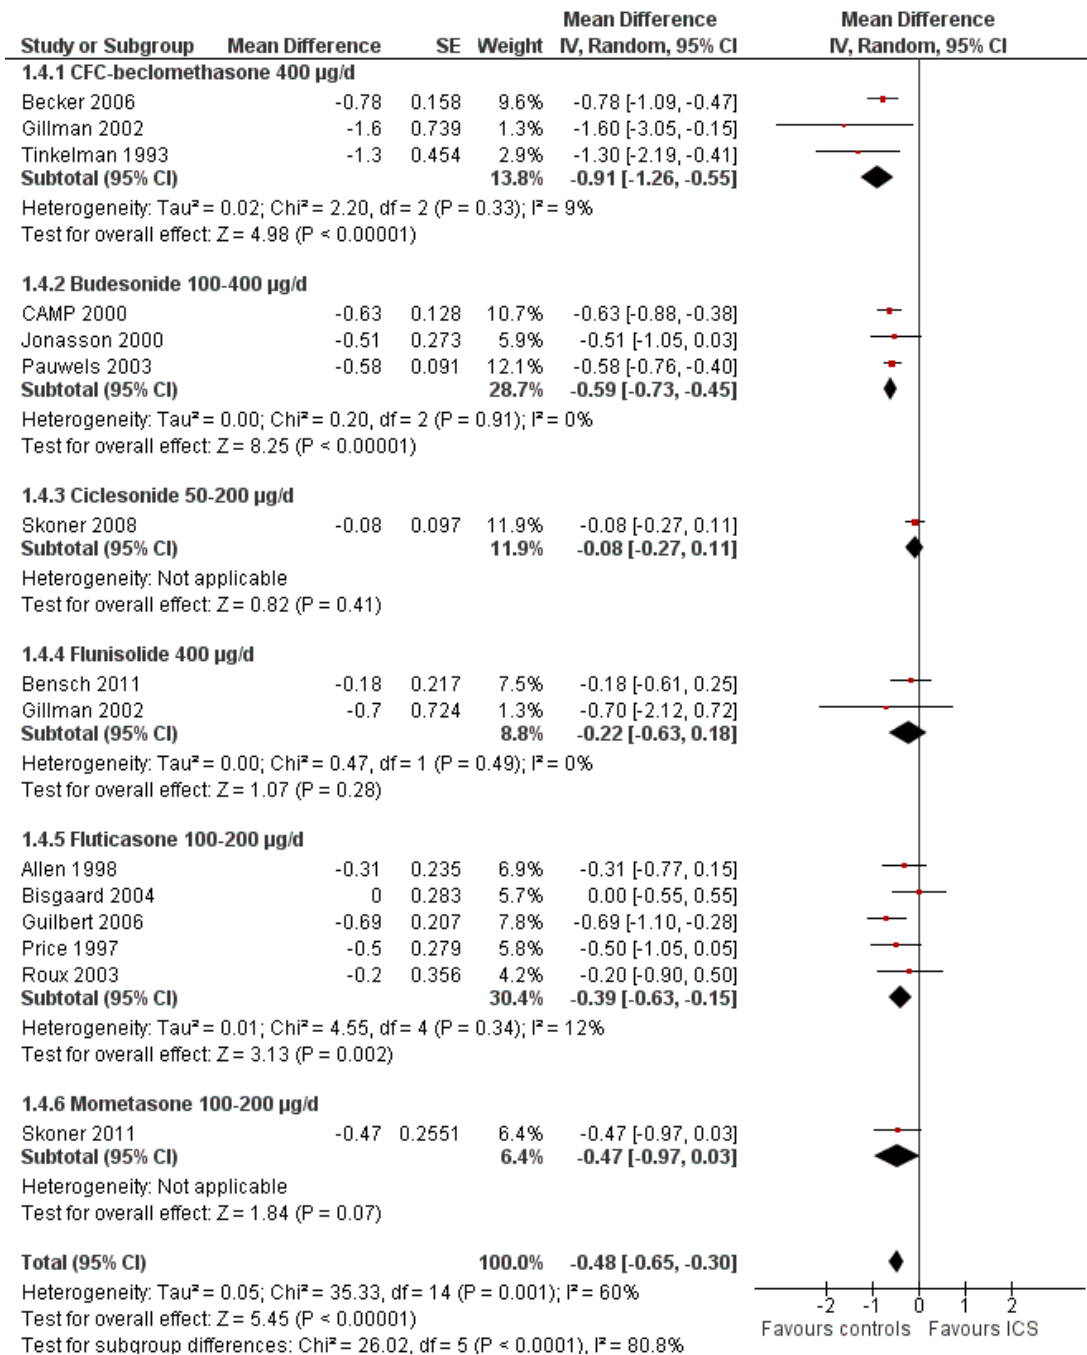 Mean Difference Mean Difference
Study or Subgroup Mean Difference SE Weight IV, Random, 95% CI IV, Random, 95% CI
1.4.1 CFC-beclomethasone 400 µg/d
Becker 2006 -0.78 0.158 9.6% -0.78 [-1.09, -0.47]
Gillman 2002 -1.6 0.739 1.3% -1.60 [-3.05, -0.15]
Tinkelman 1993 -1.3 0.454 2.9% -1.30 [-2.19, -0.41]
Subtotal (95% CI) 13.8% -0.91 [-1.26, -0.55]
Heterogeneity: Tau² = 0.02; Chi² = 2.20, df = 2 (P = 0.33); I² = 9%
Test for overall effect: Z = 4.98 (P < 0.00001)
1.4.2 Budesonide 100-400 µg/d
CAMP 2000 -0.63 0.128 10.7% -0.63 [-0.88, -0.38]
Jonasson 2000 -0.51 0.273 5.9% -0.51 [-1.05, 0.03]
Pauwels 2003 -0.58 0.091 12.1% -0.58 [-0.76, -0.40]
Subtotal (95% CI) 28.7% -0.59 [-0.73, -0.45]
Heterogeneity: Tau² = 0.00; Chi² = 0.20, df = 2 (P = 0.91); I² = 0%
Test for overall effect: Z = 8.25 (P < 0.00001)
1.4.3 Ciclesonide 50-200 µg/d
Skoner 2008 -0.08 0.097 11.9% -0.08 [-0.27, 0.11]
Subtotal (95% CI) 11.9% -0.08 [-0.27, 0.11]
Heterogeneity: Not applicable
Test for overall effect: Z = 0.82 (P = 0.41)
1.4.4 Flunisolide 400 µg/d
Bensch 2011 -0.18 0.217 7.5% -0.18 [-0.61, 0.25]
Gillman 2002 -0.7 0.724 1.3% -0.70 [-2.12, 0.72]
Subtotal (95% CI) 8.8% -0.22 [-0.63, 0.18]
Heterogeneity: Tau² = 0.00; Chi² = 0.47, df = 1 (P = 0.49); I² = 0%
Test for overall effect: Z = 1.07 (P = 0.28)
1.4.5 Fluticasone 100-200 µg/d
Allen 1998 -0.31 0.235 6.9% -0.31 [-0.77, 0.15]
Bisgaard 2004 0 0.283 5.7% 0.00 [-0.55, 0.55]
Guilbert 2006 -0.69 0.207 7.8% -0.69 [-1.10, -0.28]
Price 1997 -0.5 0.279 5.8% -0.50 [-1.05, 0.05]
Roux 2003 -0.2 0.356 4.2% -0.20 [-0.90, 0.50]
Subtotal (95% CI) 30.4% -0.39 [-0.63, -0.15]
Heterogeneity: Tau² = 0.01; Chi² = 4.55, df = 4 (P = 0.34); I² = 12%
Test for overall effect: Z = 3.13 (P = 0.002)
1.4.6 Mometasone 100-200 µg/d
Skoner 2011 -0.47 0.2551 6.4% -0.47 [-0.97, 0.03]
Subtotal (95% CI) 6.4% -0.47 [-0.97, 0.03]
Heterogeneity: Not applicable
Test for overall effect: Z = 1.84 (P = 0.07)
Total (95% CI) 100.0% -0.48 [-0.65, -0.30]
Heterogeneity: Tau² = 0.05; Chi² = 35.33, df = 14 (P = 0.001); I² = 60%
Test for overall effect: Z = 5.45 (P < 0.00001)
Test for subgroup differences: Chi² = 26.02, df = 5 (P < 0.0001), I² = 80.8%
-2 -1 0 1 2
Favours controls Favours ICS